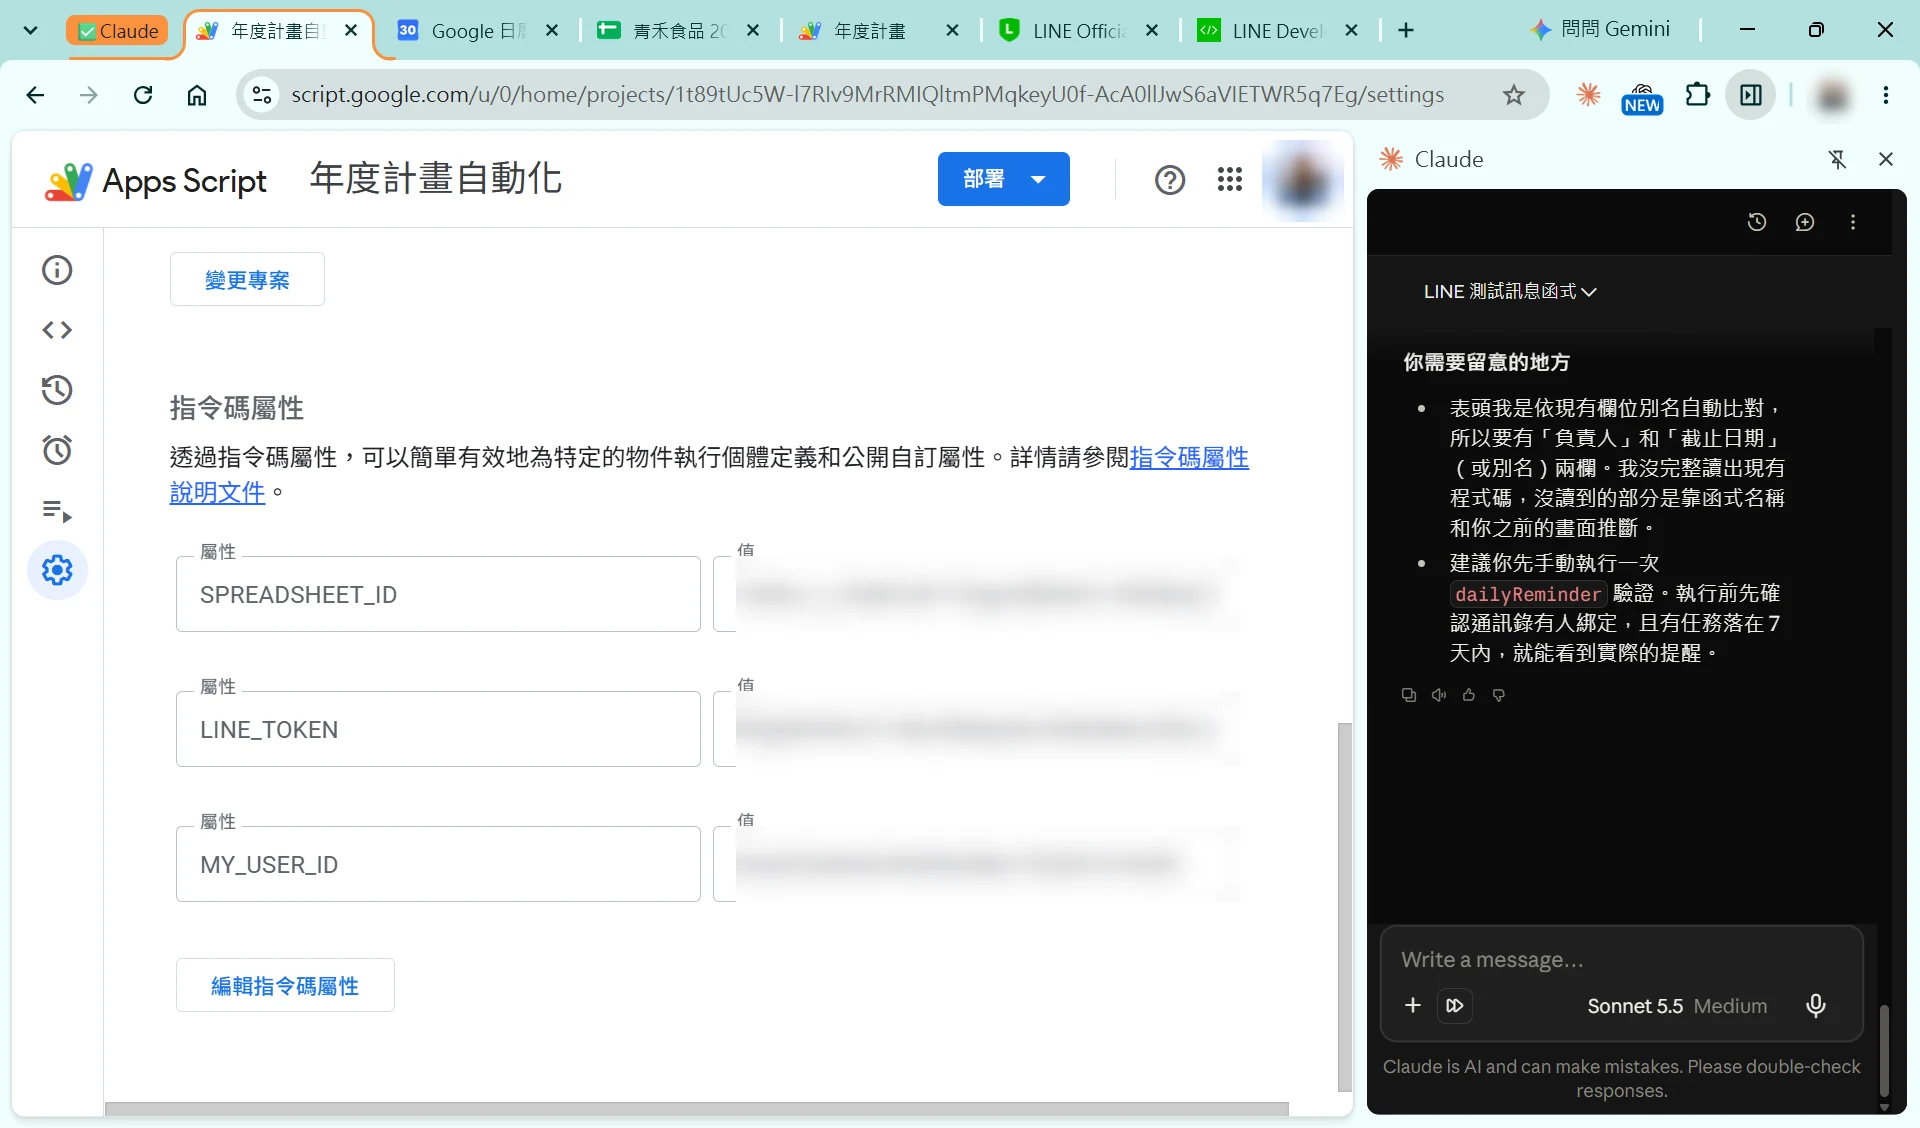 Claude
年度計畫自
30
Google 日
青禾食品 20
年度計畫
LINE Offici
LINE Devel
問問 Gemini
script.google.com/u/0/home/projects/1t89tUc5W-l7Rlv9MrRMIQltmPMqkeyU0f-AcA0llJwS6aVIETWR5q7Eg/settings
NEW
Apps Script
年度計畫自動化
部署
變更專案
指令碼屬性
透過指令碼屬性，可以簡單有效地為特定的物件執行個體定義和公開自訂屬性。詳情請參閱指令碼屬性
說明文件。
屬性
值
SPREADSHEET_ID
屬性
值
LINE_TOKEN
屬性
值
MY_USER_ID
編輯指令碼屬性
Claude
LINE 測試訊息函式
你需要留意的地方
• 表頭我是依現有欄位別名自動比對，
所以要有「負責人」和「截止日期」
（或別名）兩欄。我沒完整讀出現有
程式碼，沒讀到的部分是靠函式名稱
和你之前的畫面推斷。
• 建議你先手動執行一次
dailyReminder 驗證。執行前先確
認通訊錄有人綁定，且有任務落在 7
天內，就能看到實際的提醒。
Write a message…
Sonnet 5.5 Medium
Claude is AI and can make mistakes. Please double-check
responses.